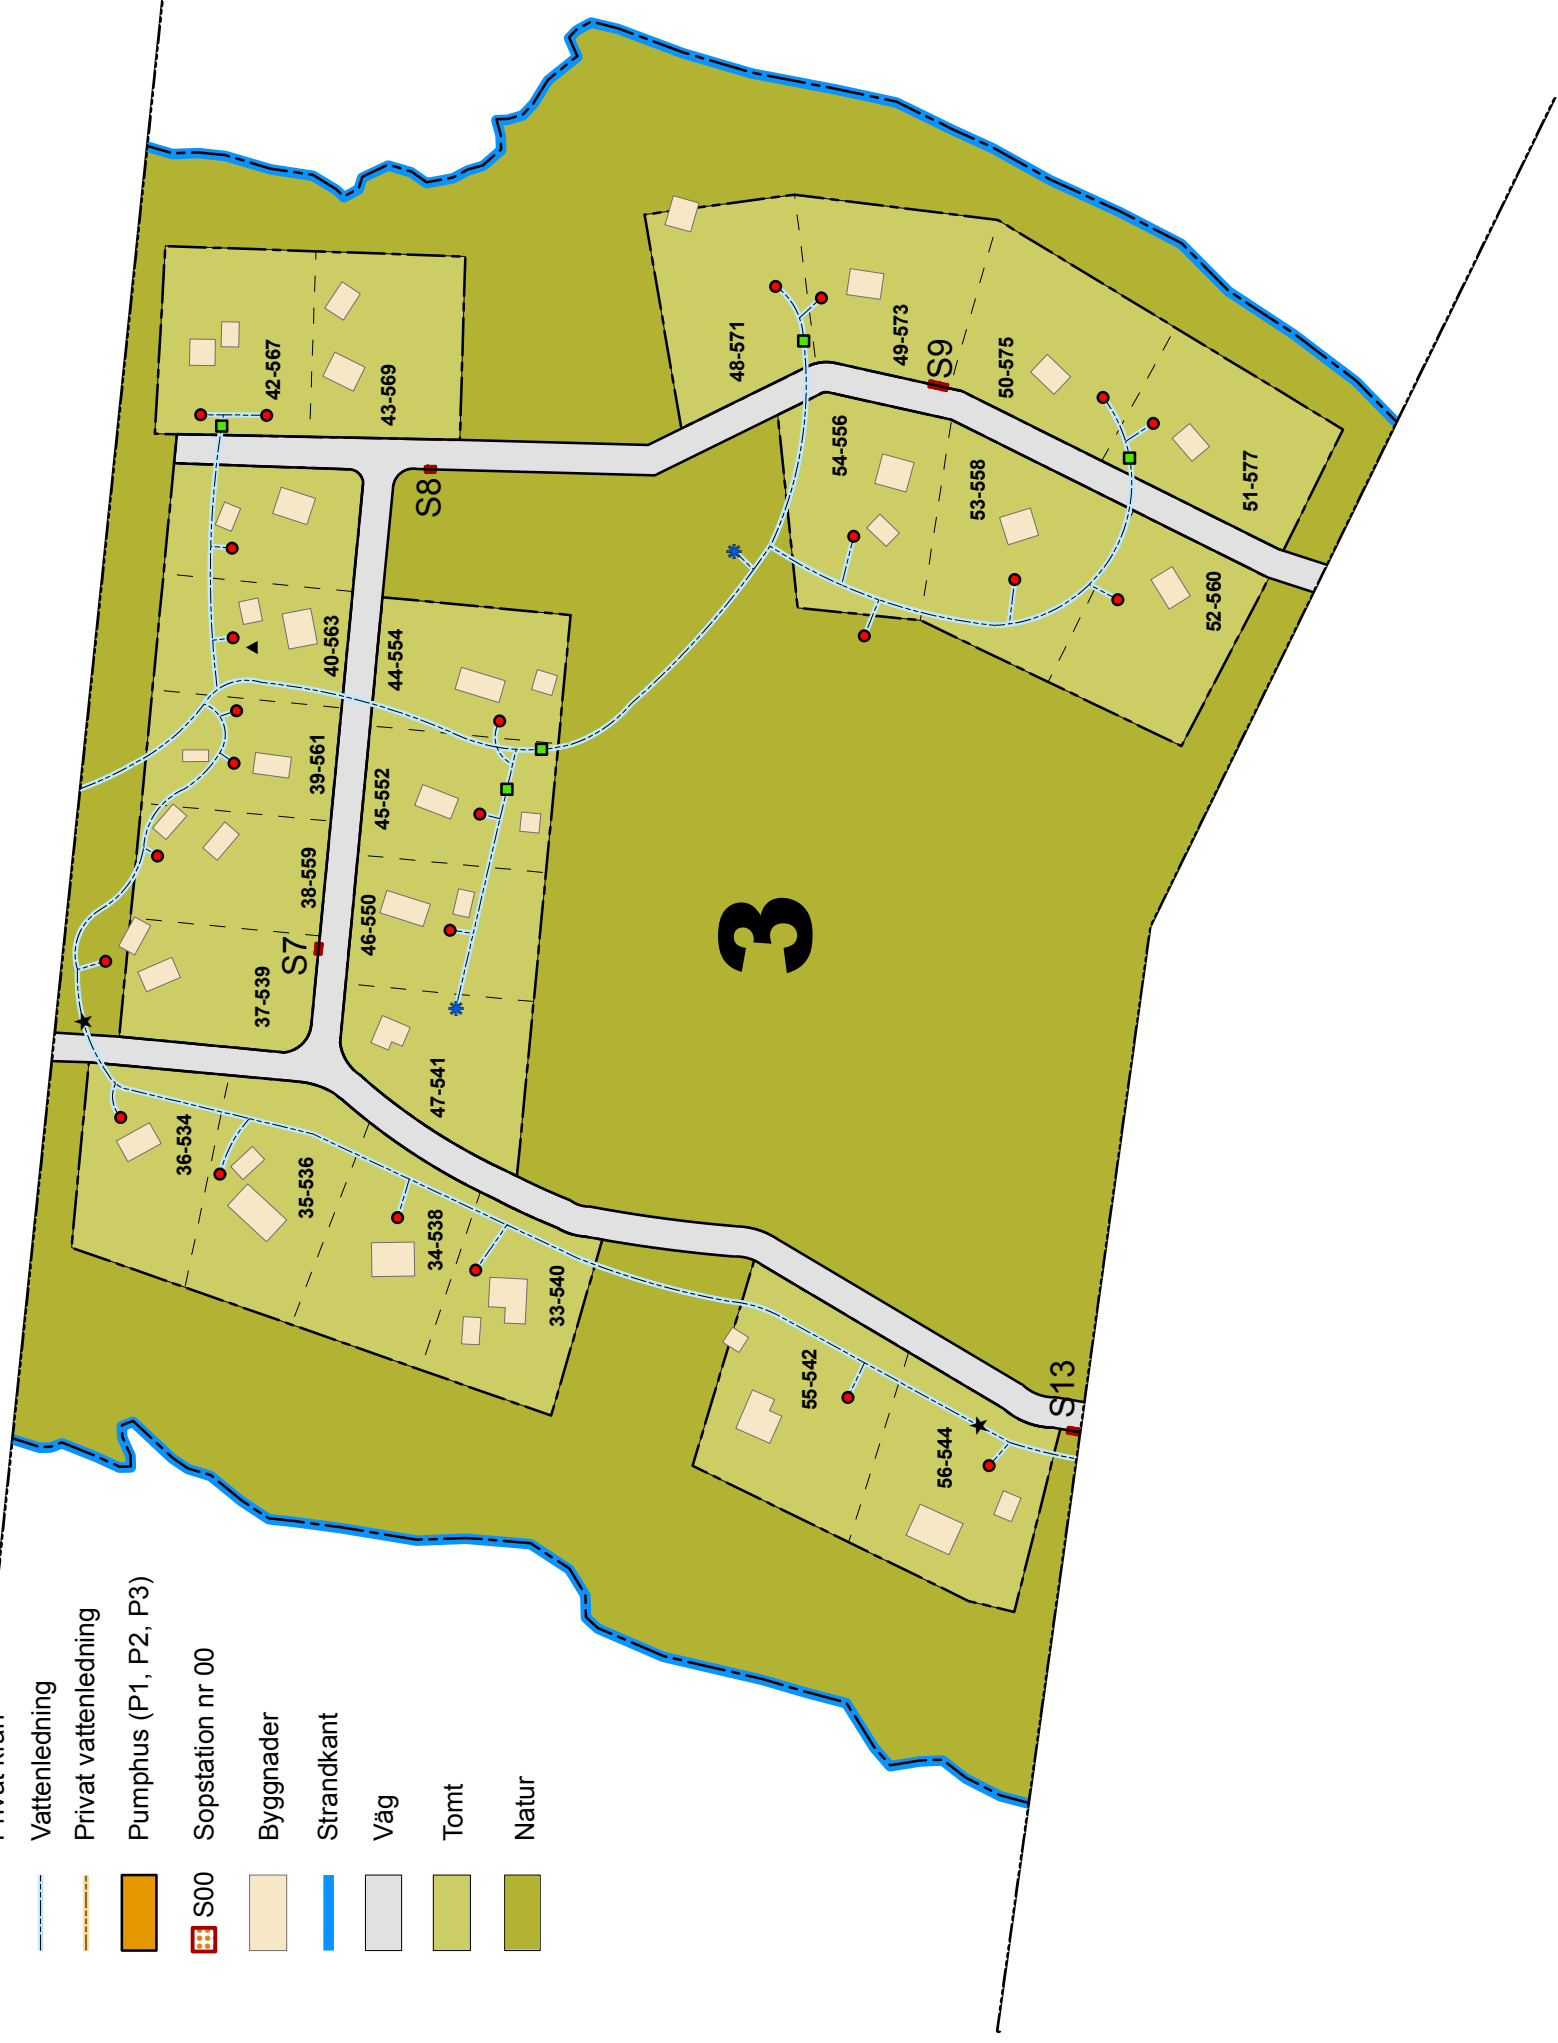 Vattenledning
Privat vattenledning
Pumphus (P1, P2, P3)
S00 Sopstation nr 00
Byggnader
Strandkant
Väg
Tomt
Natur
36-534
35-536
34-538
33-540
55-542
56-544
S13
37-539
S7
38-559
39-561
40-563
47-541
46-550
45-552
44-554
3
S8
42-567
43-569
54-556
53-558
52-560
48-571
49-573
S9
50-575
51-577